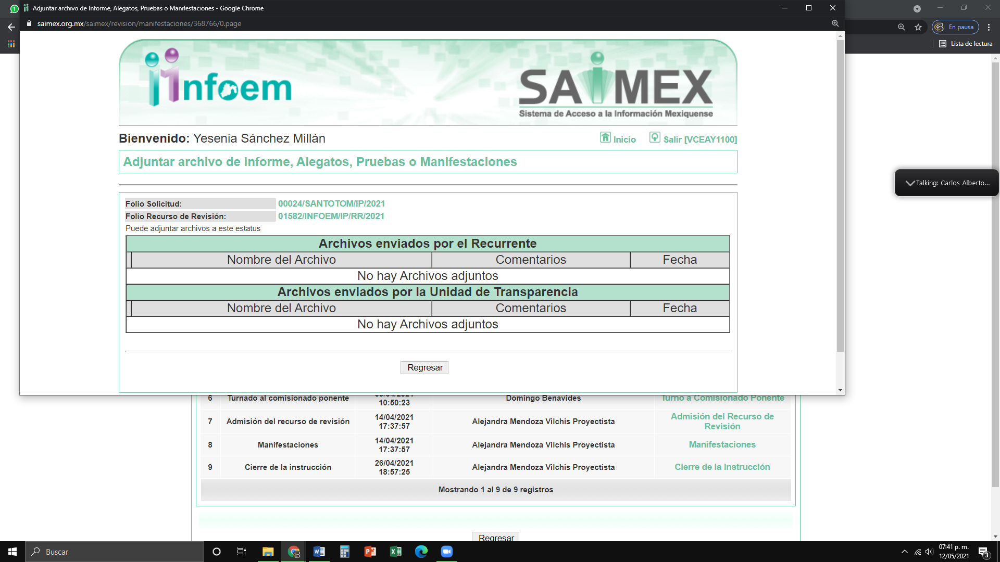 Adjuntar archivo de Informe, Alegatos, Pruebas o Manifestaciones - Google Chrome
saimex.org.mx/saimex/revision/manifestaciones/368766/0.page
En pausa
Lista de lectura
infoem
SAIMEX
Sistema de Acceso a la Información Mexiquense
Bienvenido: Yesenia Sánchez Millán
Inicio
Salir [VCEAY1100]
Adjuntar archivo de Informe, Alegatos, Pruebas o Manifestaciones
Talking: Carlos Alberto...
Folio Solicitud: 00024/SANTOTOM/IP/2021
Folio Recurso de Revisión: 01582/INFOEM/IP/RR/2021
Puede adjuntar archivos a este estatus
Archivos enviados por el Recurrente
Nombre del Archivo Comentarios Fecha
No hay Archivos adjuntos
Archivos enviados por la Unidad de Transparencia
Nombre del Archivo Comentarios Fecha
No hay Archivos adjuntos
Regresar
6 Turnado al comisionado ponente 10:50:23 Domingo Benavides Turno a Comisionado Ponente
7 Admisión del recurso de revisión 14/04/2021 17:37:57 Alejandra Mendoza Vilchis Proyectista Admisión del Recurso de Revisión
8 Manifestaciones 14/04/2021 17:37:57 Alejandra Mendoza Vilchis Proyectista Manifestaciones
9 Cierre de la instrucción 26/04/2021 18:57:25 Alejandra Mendoza Vilchis Proyectista Cierre de la Instrucción
Mostrando 1 al 9 de 9 registros
Regresar
Buscar
07:41 p. m.
12/05/2021
3